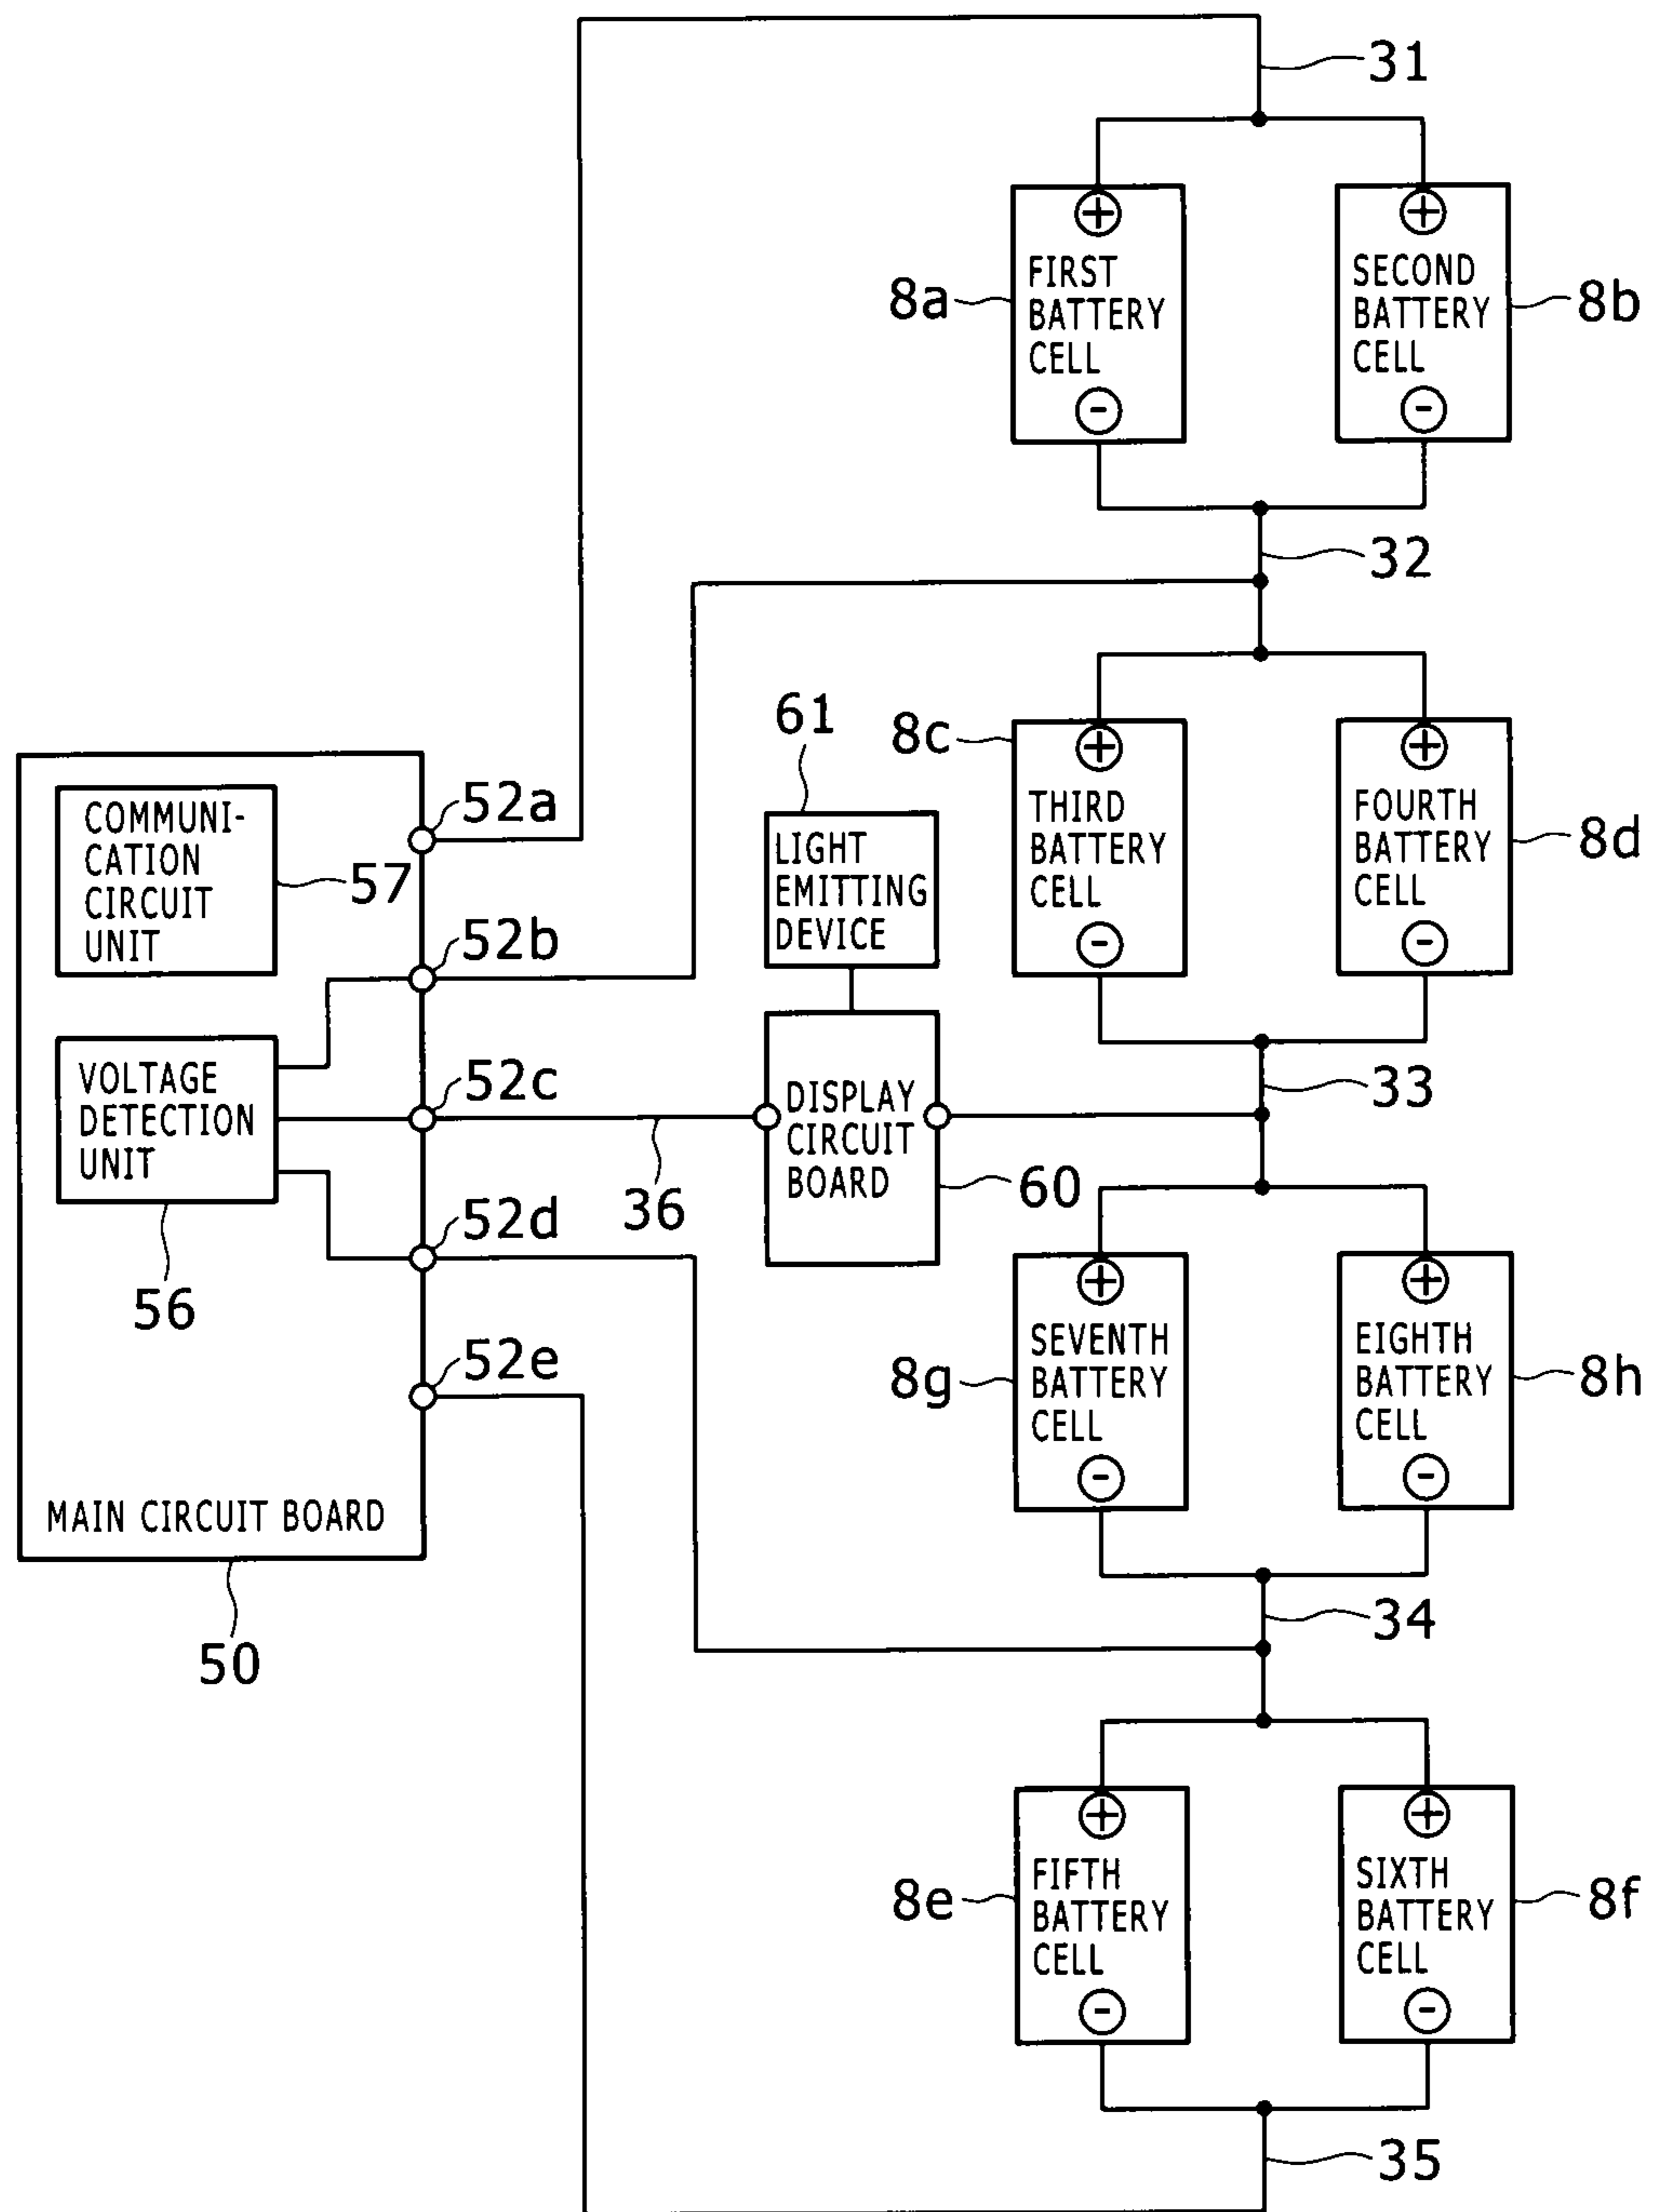 31
+
+
FIRST
BATTERY
CELL
-
8a
SECOND
BATTERY
CELL
-
8b
32
61
8c
+
THIRD
BATTERY
CELL
-
+
FOURTH
BATTERY
CELL
-
8d
LIGHT
EMITTING
DEVICE
COMMUNI-
CATION
CIRCUIT
UNIT
57
52a
52b
VOLTAGE
DETECTION
UNIT
56
52c
36
DISPLAY
CIRCUIT
BOARD
60
33
52d
52e
8g
+
SEVENTH
BATTERY
CELL
-
+
EIGHTH
BATTERY
CELL
-
8h
MAIN CIRCUIT BOARD
50
34
8e
+
FIFTH
BATTERY
CELL
-
+
SIXTH
BATTERY
CELL
-
8f
35